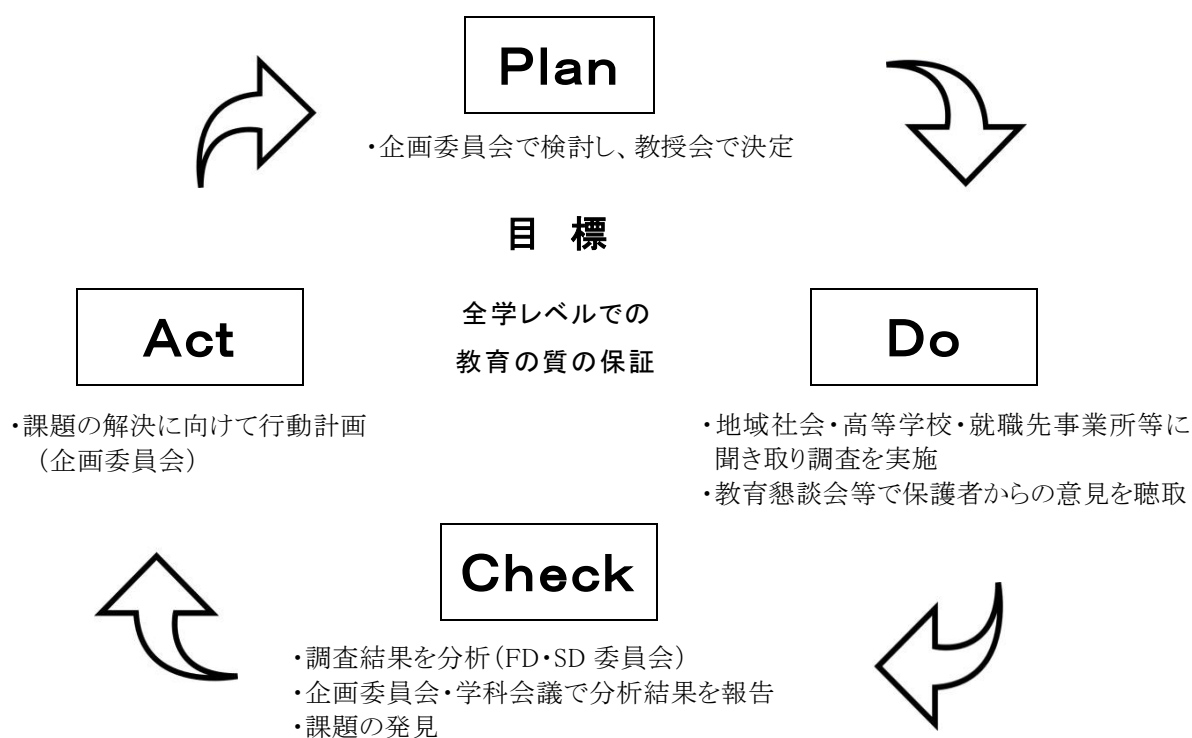 Plan
・企画委員会で検討し、教授会で決定
目 標
全学レベルでの
教育の質の保証
Act
・課題の解決に向けて行動計画
（企画委員会）
Do
・地域社会・高等学校・就職先事業所等に
聞き取り調査を実施
・教育懇談会等で保護者からの意見を聴取
Check
・調査結果を分析（FD・SD 委員会）
・企画委員会・学科会議で分析結果を報告
・課題の発見